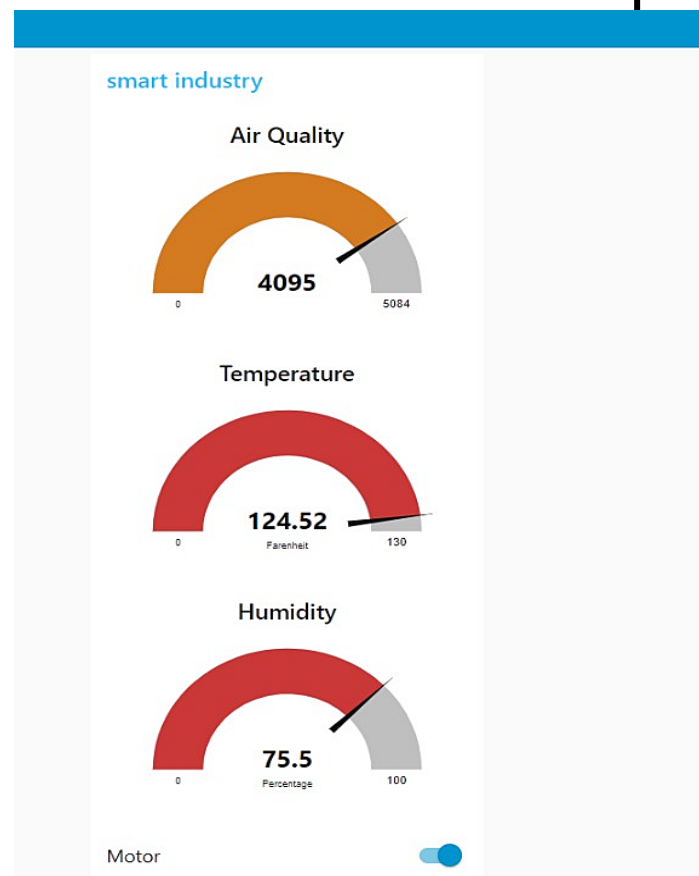 smart industry
Air Quality
4095
0 5084
Temperature
124.52
Farenheit
0 130
Humidity
75.5
Percentage
0 100
Motor